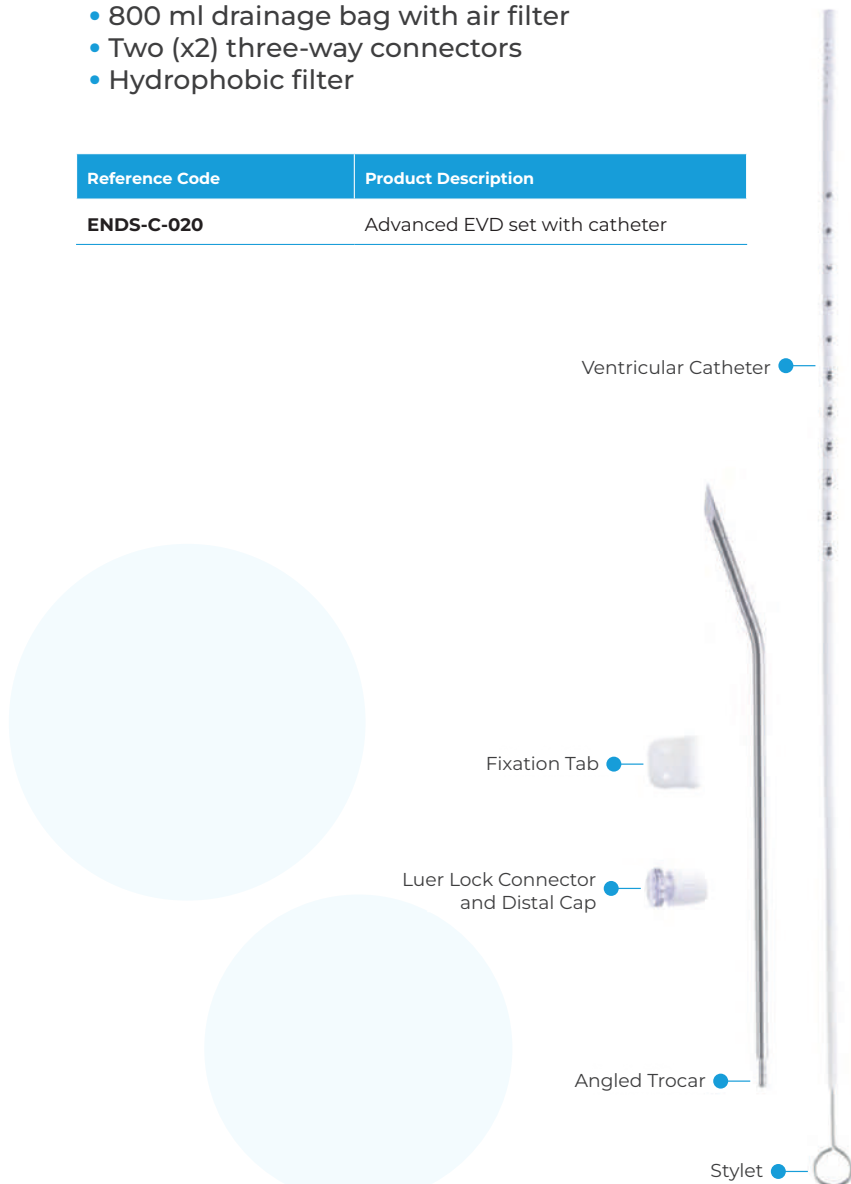 • 800 ml drainage bag with air filter
• Two (x2) three-way connectors
• Hydrophobic filter
Reference Code Product Description
ENDS-C-020 Advanced EVD set with catheter
Ventricular Catheter
Fixation Tab
Luer Lock Connector
and Distal Cap
Angled Trocar
Stylet